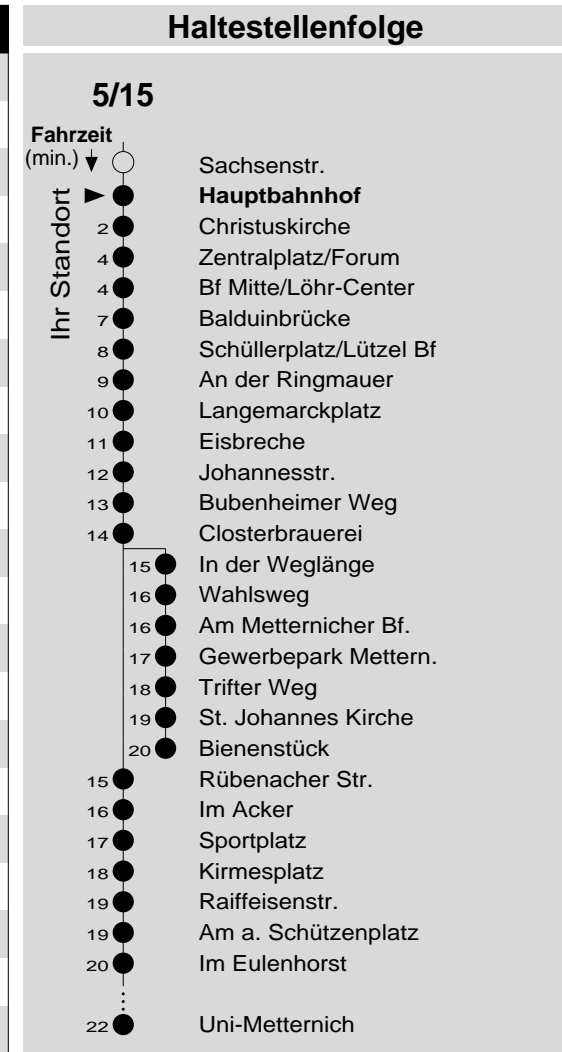 Haltestellenfolge
5/15
Fahrzeit
(min.)
Ihr Standort
Sachsenstr.
Hauptbahnhof
2 Christuskirche
4 Zentralplatz/Forum
4 Bf Mitte/Löhr-Center
7 Balduinbrücke
8 Schüllerplatz/Lützel Bf
9 An der Ringmauer
10 Langemarckplatz
11 Eisbreche
12 Johannesstr.
13 Bubenheimer Weg
14 Closterbrauerei
15 In der Weglänge
16 Wahlsweg
16 Am Metternicher Bf.
17 Gewerbepark Mettern.
18 Trifter Weg
19 St. Johannes Kirche
20 Bienenstück
15 Rübenacher Str.
16 Im Acker
17 Sportplatz
18 Kirmesplatz
19 Raiffeisenstr.
19 Am a. Schützenplatz
20 Im Eulenhorst
22 Uni-Metternich